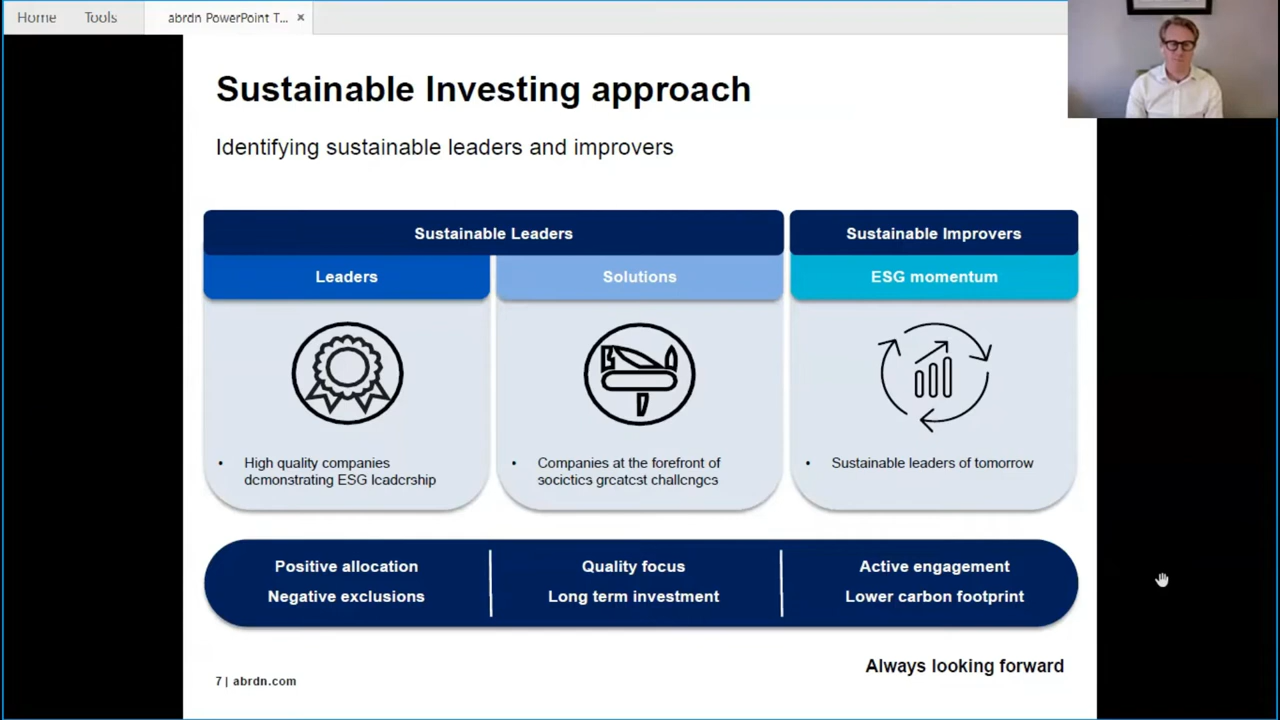 Home Tools abrdn PowerPoint T... ×
Sustainable Investing approach
Identifying sustainable leaders and improvers
Sustainable Leaders
Sustainable Improvers
Leaders
Solutions
ESG momentum
• High quality companies
demonstrating ESG leadership
• Companies at the forefront of
societies greatest challenges
• Sustainable leaders of tomorrow
Positive allocation
Negative exclusions
Quality focus
Long term investment
Active engagement
Lower carbon footprint
Always looking forward
7 | abrdn.com